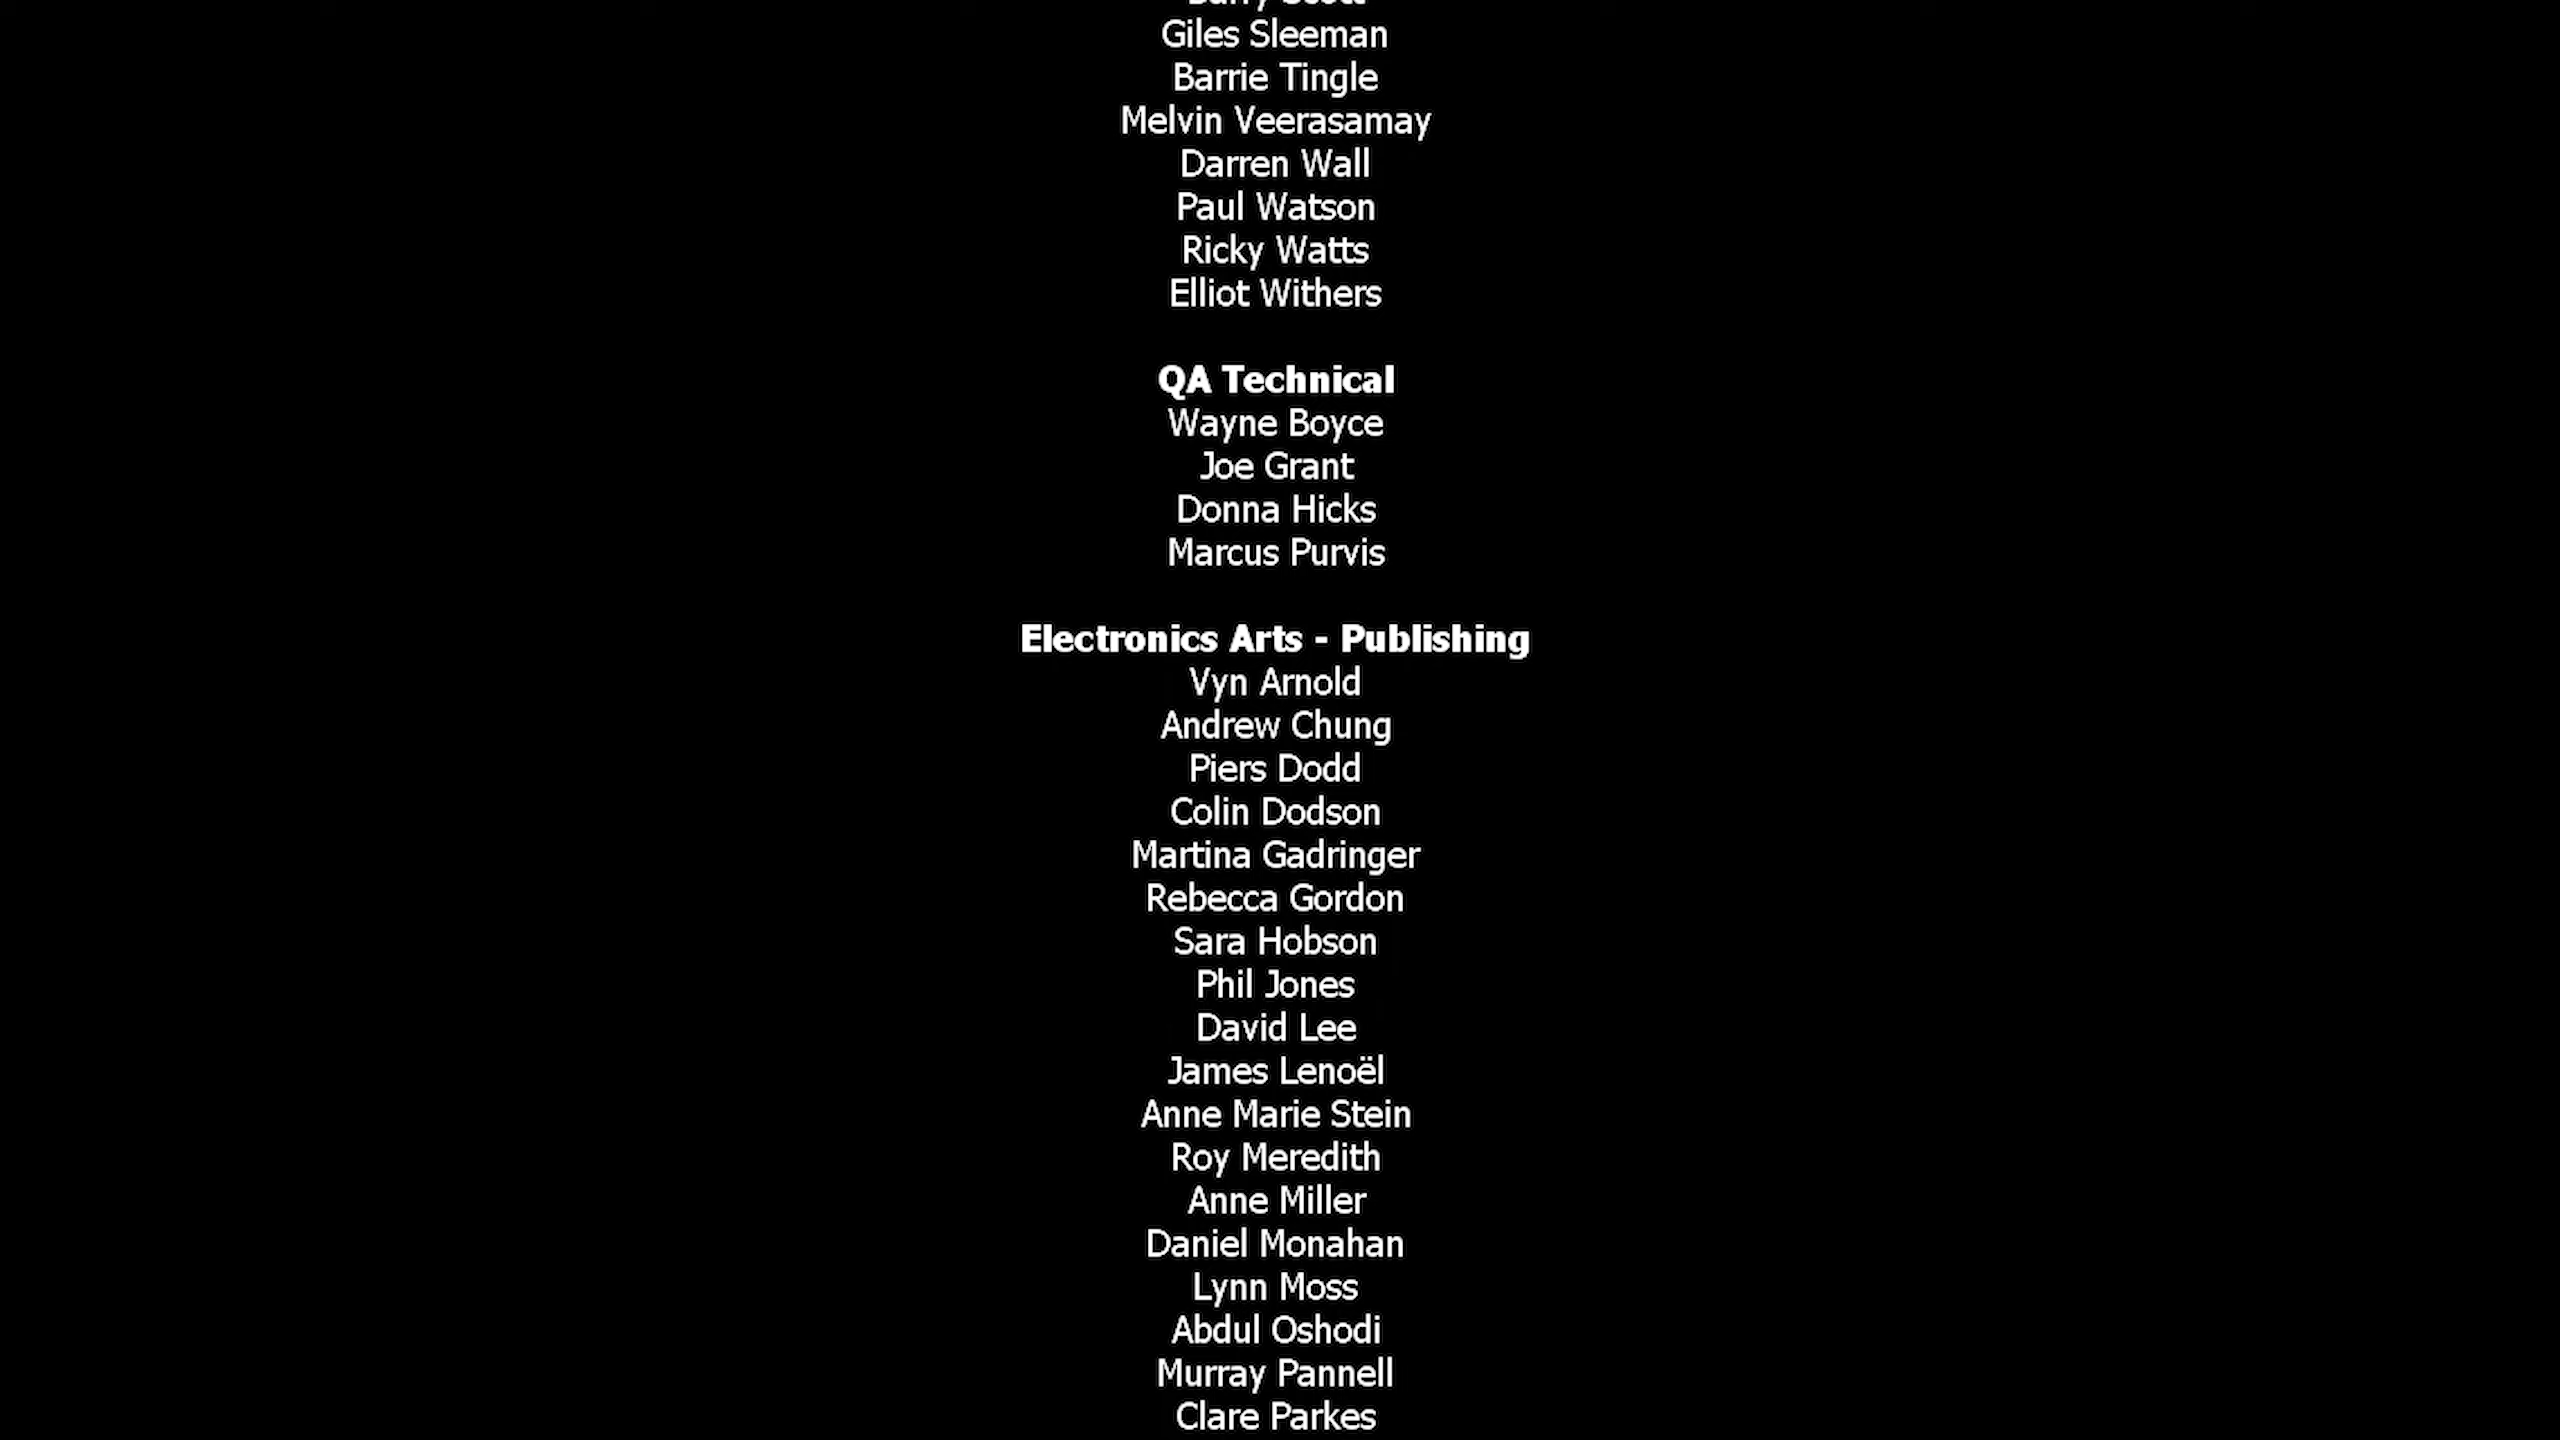 Giles Sleeman
Barrie Tingle
Melvin Veerasamay
Darren Wall
Paul Watson
Ricky Watts
Elliot Withers
QA Technical
Wayne Boyce
Joe Grant
Donna Hicks
Marcus Purvis
Electronics Arts - Publishing
Vyn Arnold
Andrew Chung
Piers Dodd
Colin Dodson
Martina Gadringer
Rebecca Gordon
Sara Hobson
Phil Jones
David Lee
James Lenoël
Anne Marie Stein
Roy Meredith
Anne Miller
Daniel Monahan
Lynn Moss
Abdul Oshodi
Murray Pannell
Clare Parkes